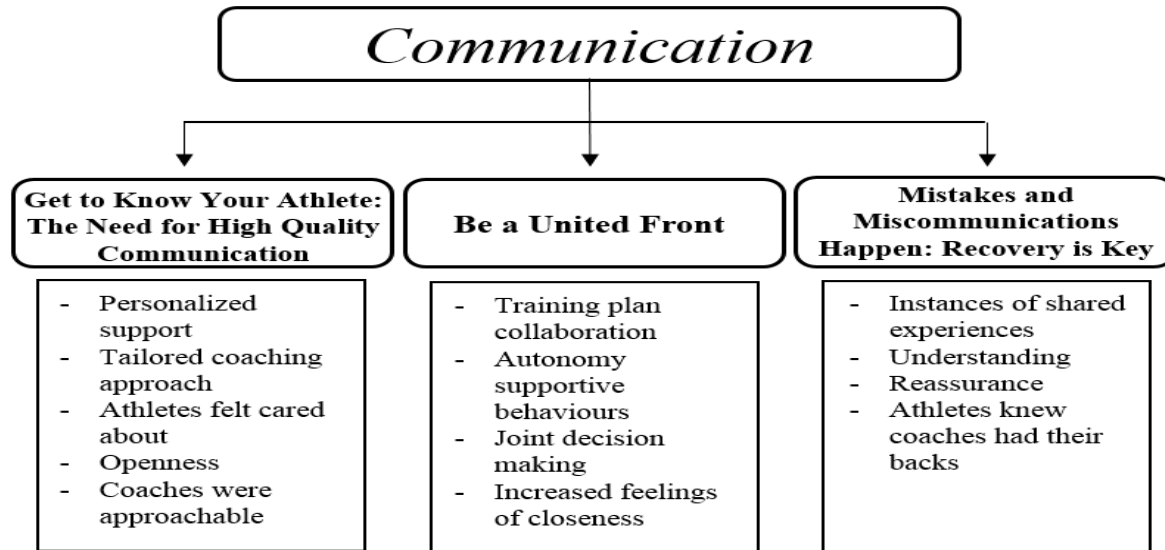 Communication
Get to Know Your Athlete:
The Need for High Quality
Communication
- Personalized
support
- Tailored coaching
approach
- Athletes felt cared
about
- Openness
- Coaches were
approachable
Be a United Front
- Training plan
collaboration
- Autonomy
supportive
behaviours
- Joint decision
making
- Increased feelings
of closeness
Mistakes and
Miscommunications
Happen: Recovery is Key
- Instances of shared
experiences
- Understanding
- Reassurance
- Athletes knew
coaches had their
backs